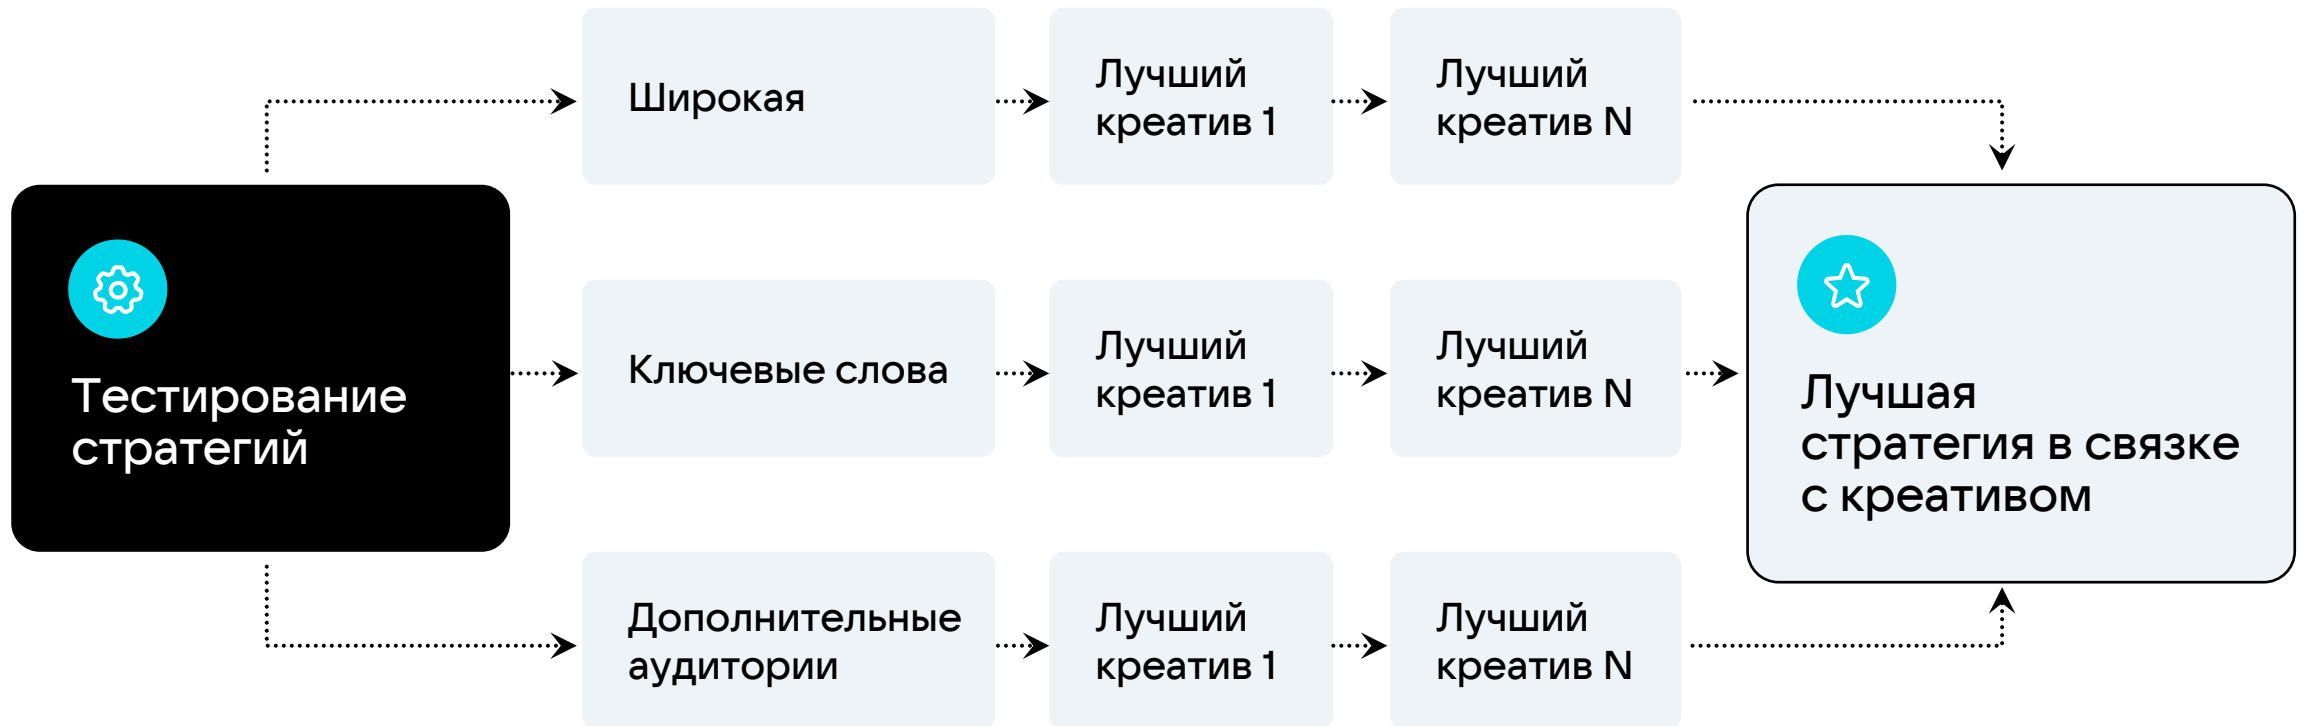 Тестирование
стратегий
Широкая
Лучший
креатив 1
Лучший
креатив N
Ключевые слова
Лучший
креатив 1
Лучший
креатив N
Дополнительные
аудитории
Лучший
креатив 1
Лучший
креатив N
Лучшая
стратегия в связке
с креативом